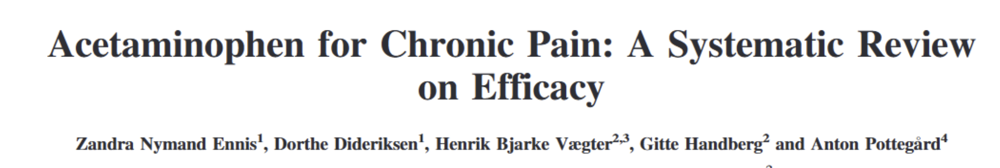 Acetaminophen for Chronic Pain: A Systematic Review
on Efficacy
Zandra Nymand Ennis¹, Dorthe Dideriksen¹, Henrik Bjarke Vægter²,³, Gitte Handberg² and Anton Pottegård⁴